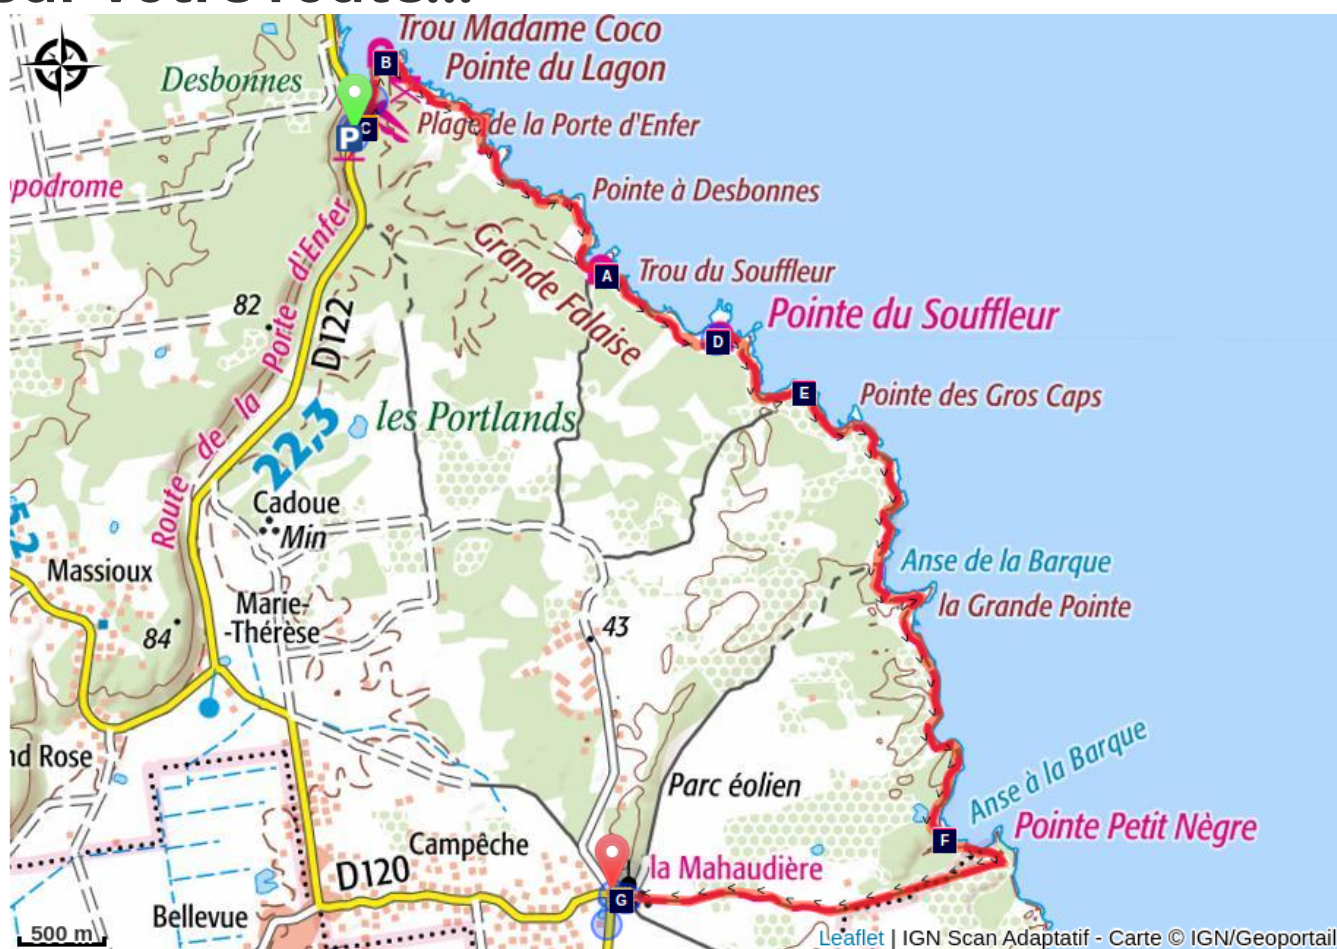 sur votre route...
Trou Madame Coco
B
Pointe du Lagon
Desbonnes
Plage de la Porte d'Enfer
C
P
podrome
Pointe à Desbonnes
Grande Falaise
A
Trou du Souffleur
82
Route de la Porte d'Enfer
D122
Pointe du Souffleur
D
E
Pointe des Gros Caps
les Portlands
22,3
Cadoue
Min
Massioux
Marie-
-Thérèse
84
43
Anse de la Barque
la Grande Pointe
nd Rose
Parc éolien
Anse à la Barque
F
Pointe Petit Nègre
Campêche
la Mahaudière
D120
G
Bellevue
500 m
Leaflet | IGN Scan Adaptatif - Carte © IGN/Geoportail